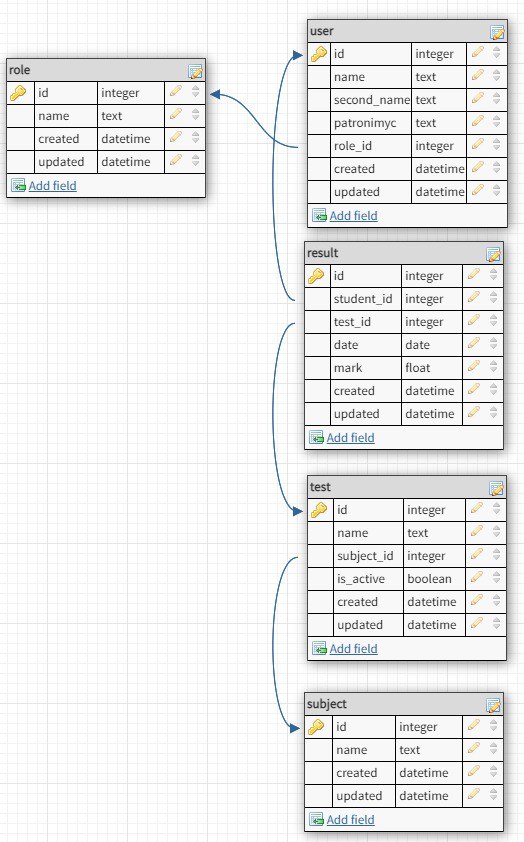 role
id integer
name text
created datetime
updated datetime
Add field
user
id integer
name text
second_name text
patronimyc text
role_id integer
created datetime
updated datetime
Add field
result
id integer
student_id integer
test_id integer
date date
mark float
created datetime
updated datetime
Add field
test
id integer
name text
subject_id integer
is_active boolean
created datetime
updated datetime
Add field
subject
id integer
name text
created datetime
updated datetime
Add field